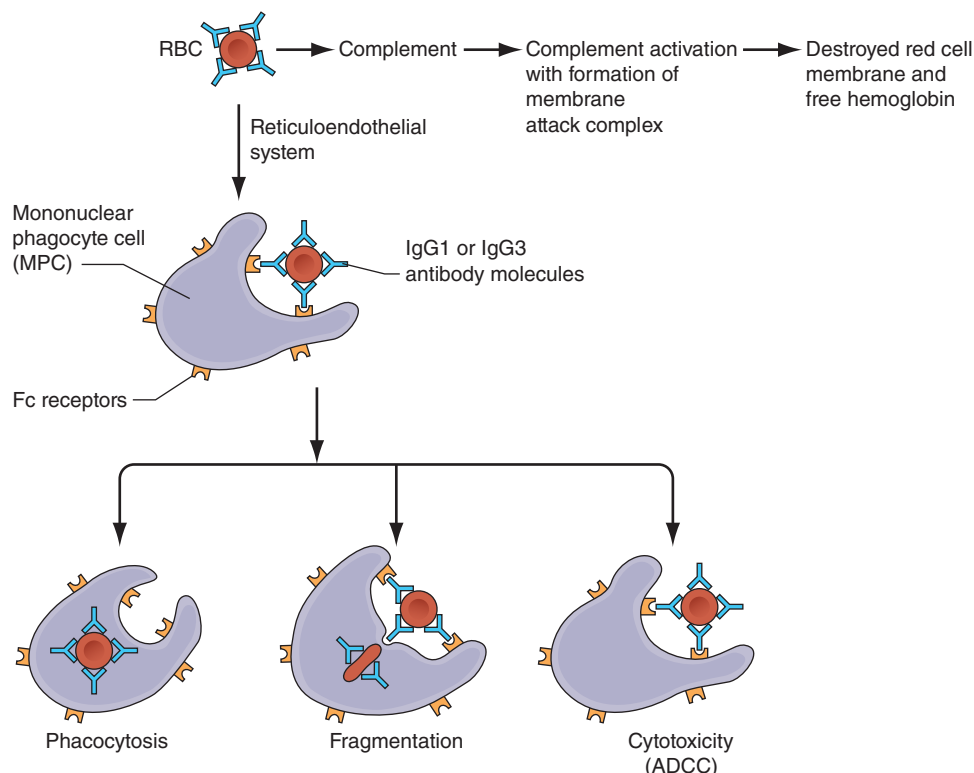 RBC
Complement
Complement activation
with formation of
membrane
attack complex
Destroyed red cell
membrane and
free hemoglobin
Reticuloendothelial
system
Mononuclear
phagocyte cell
(MPC)
IgG1 or IgG3
antibody molecules
Fc receptors
Phacocytosis
Fragmentation
Cytotoxicity
(ADCC)